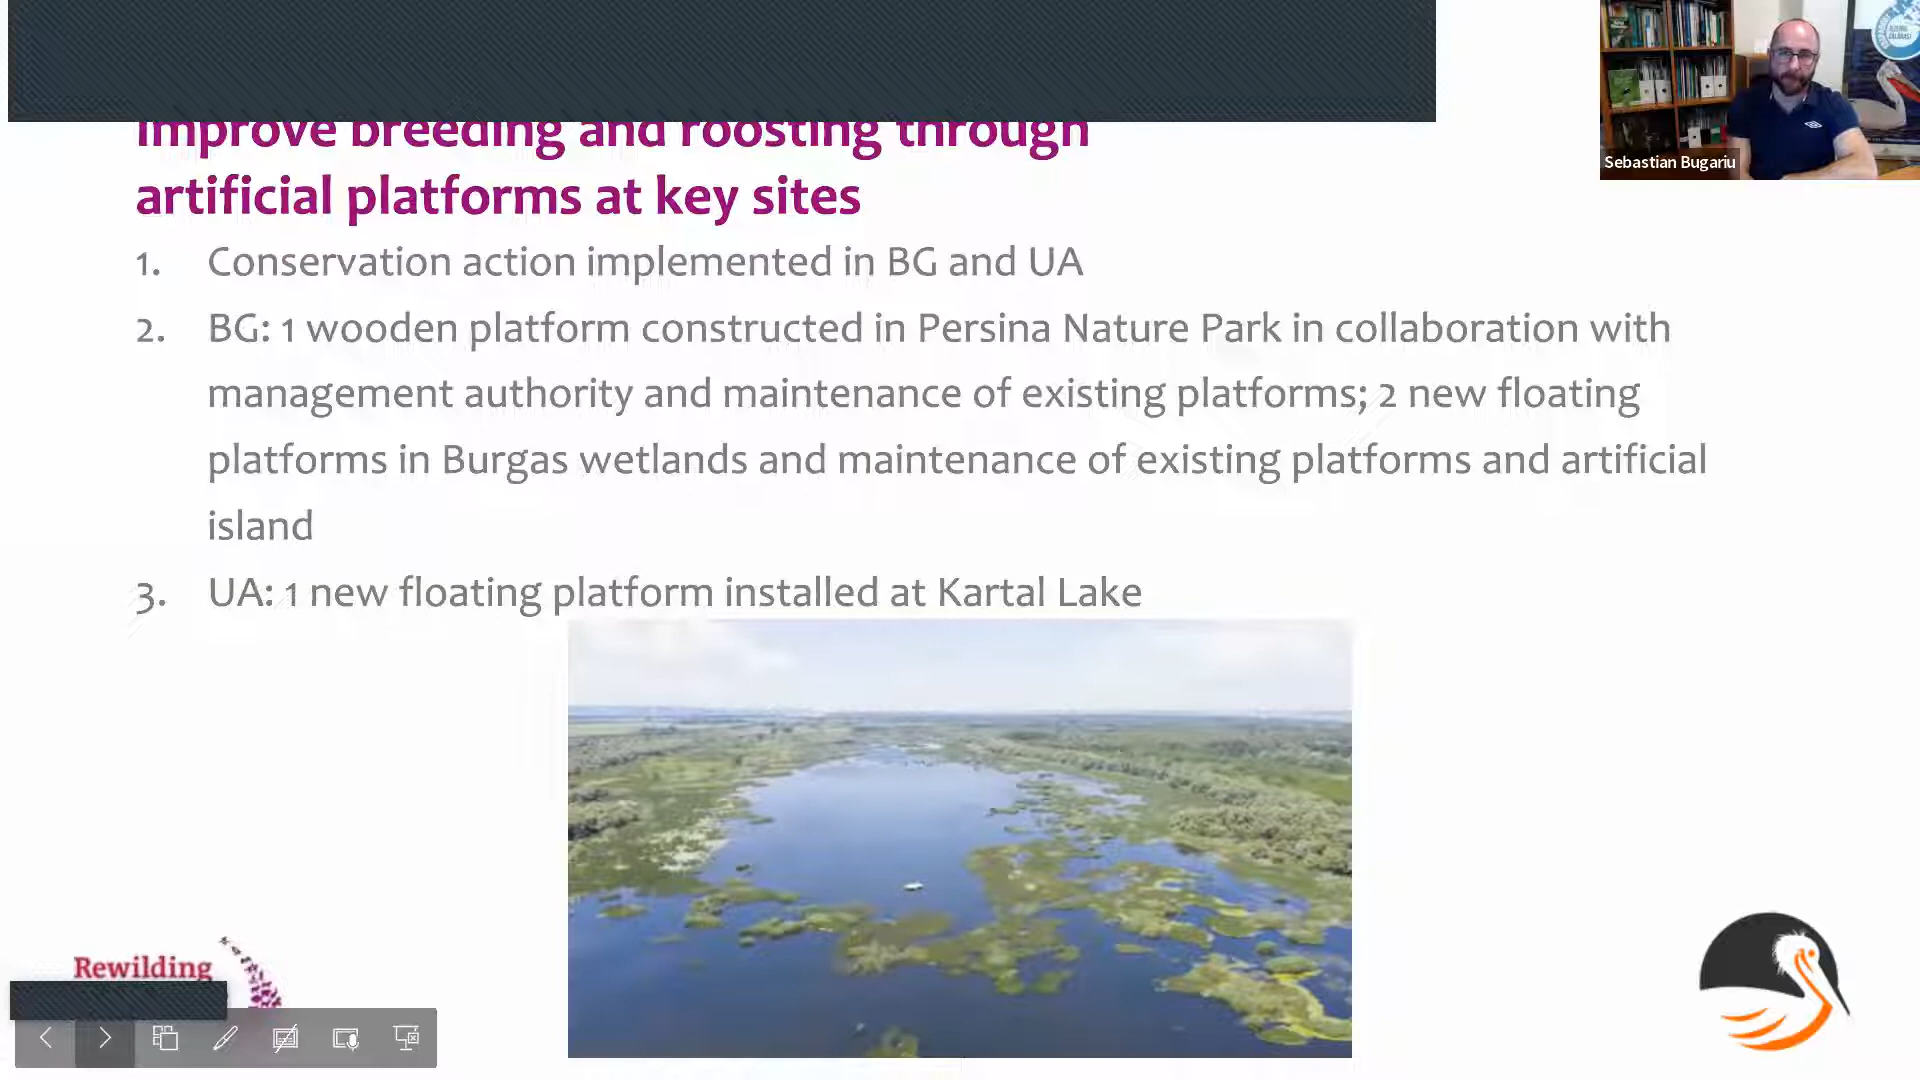 Improve breeding and roosting through
artificial platforms at key sites
1. Conservation action implemented in BG and UA
2. BG: 1 wooden platform constructed in Persina Nature Park in collaboration with
management authority and maintenance of existing platforms; 2 new floating
platforms in Burgas wetlands and maintenance of existing platforms and artificial
island
3. UA: 1 new floating platform installed at Kartal Lake
Sebastian Bugariu
Rewilding